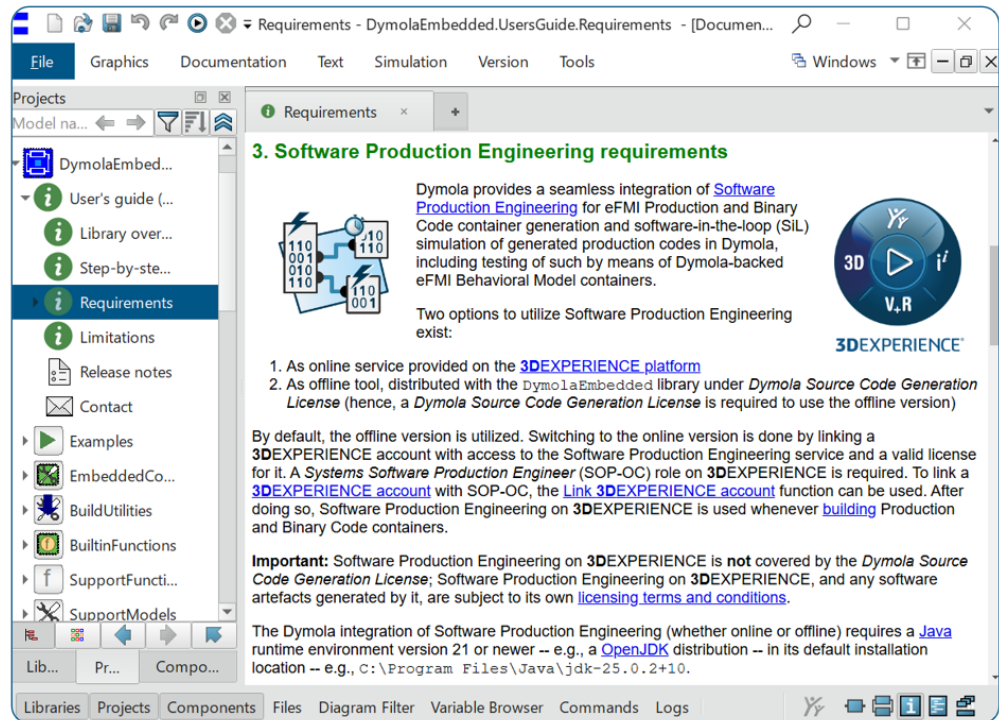 Requirements - DymolaEmbedded.UsersGuide.Requirements - [Documen...
File Graphics Documentation Text Simulation Version Tools Windows
Projects
Model na...
DymolaEmbed...
User's guide (...
Library over...
Step-by-ste...
Requirements
Limitations
Release notes
Contact
Examples
EmbeddedCo...
BuildUtilities
BuiltinFunctions
f SupportFuncti...
SupportModels
Lib... Pr... Compo...
Requirements × +
3. Software Production Engineering requirements
110
001
010
110
010
110
110
001
Dymola provides a seamless integration of Software
Production Engineering for eFMI Production and Binary
Code container generation and software-in-the-loop (SiL)
simulation of generated production codes in Dymola,
including testing of such by means of Dymola-backed
eFMI Behavioral Model containers.
Two options to utilize Software Production Engineering
exist:
3D
V+R
3DEXPERIENCE
1. As online service provided on the 3DEXPERIENCE platform
2. As offline tool, distributed with the DymolaEmbedded library under Dymola Source Code Generation
License (hence, a Dymola Source Code Generation License is required to use the offline version)
By default, the offline version is utilized. Switching to the online version is done by linking a
3DEXPERIENCE account with access to the Software Production Engineering service and a valid license
for it. A Systems Software Production Engineer (SOP-OC) role on 3DEXPERIENCE is required. To link a
3DEXPERIENCE account with SOP-OC, the Link 3DEXPERIENCE account function can be used. After
doing so, Software Production Engineering on 3DEXPERIENCE is used whenever building Production
and Binary Code containers.
Important: Software Production Engineering on 3DEXPERIENCE is not covered by the Dymola Source
Code Generation License; Software Production Engineering on 3DEXPERIENCE, and any software
artefacts generated by it, are subject to its own licensing terms and conditions.
The Dymola integration of Software Production Engineering (whether online or offline) requires a Java
runtime environment version 21 or newer -- e.g., a OpenJDK distribution -- in its default installation
location -- e.g., C:\Program Files\Java\jdk-25.0.2+10.
Libraries Projects Components Files Diagram Filter Variable Browser Commands Logs